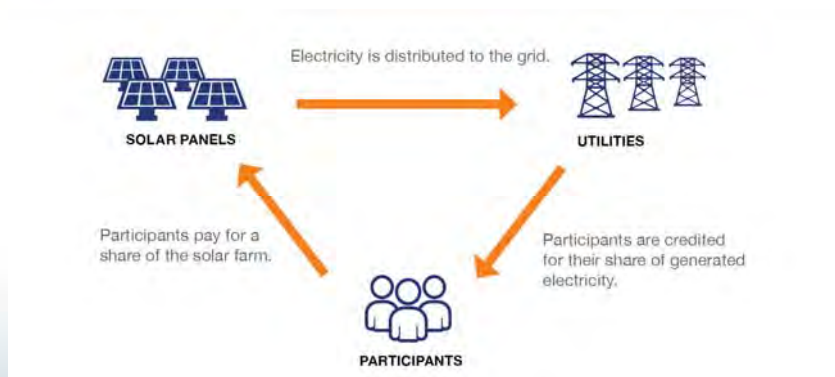 Electricity is distributed to the grid.
SOLAR PANELS
UTILITIES
Participants pay for a
share of the solar farm.
Participants are credited
for their share of generated
electricity.
PARTICIPANTS